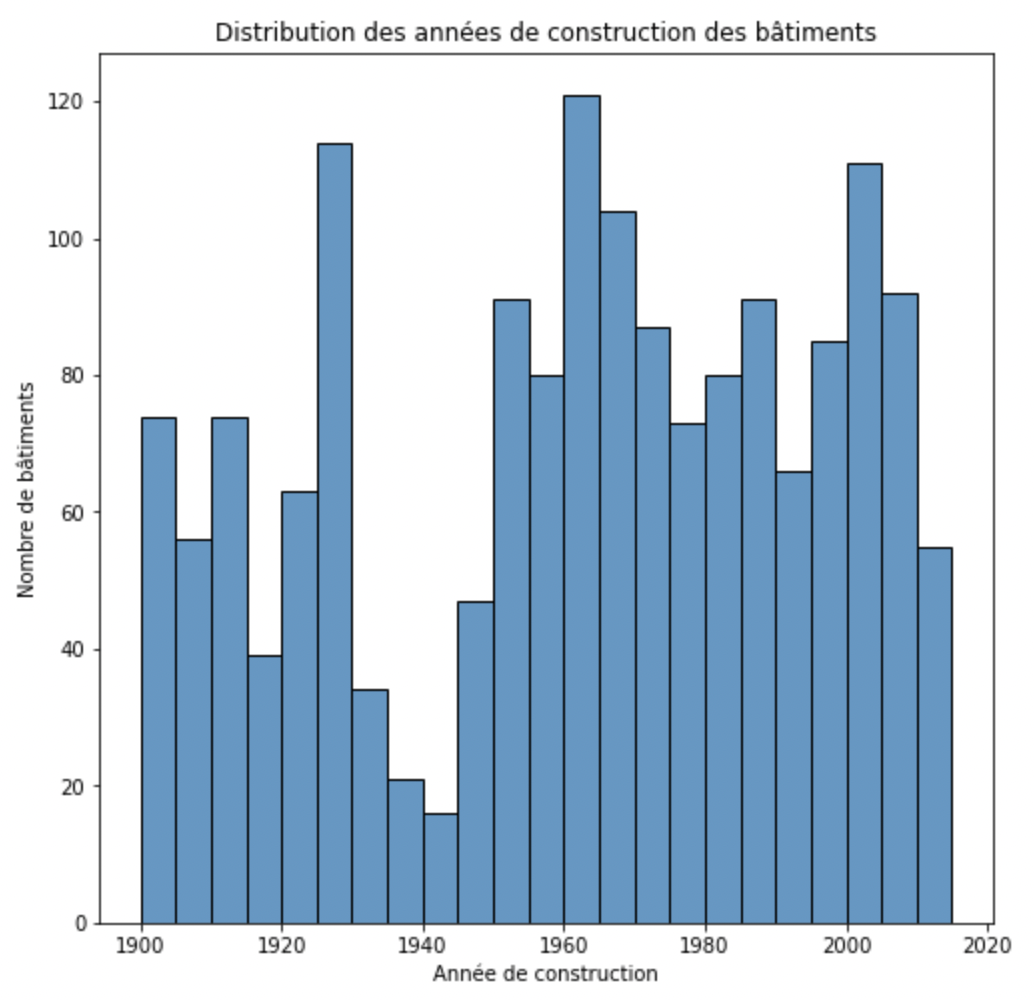 Distribution des années de construction des bâtiments
120
100
80
60
40
20
0
Nombre de bâtiments
1900 1920 1940 1960 1980 2000 2020
Année de construction